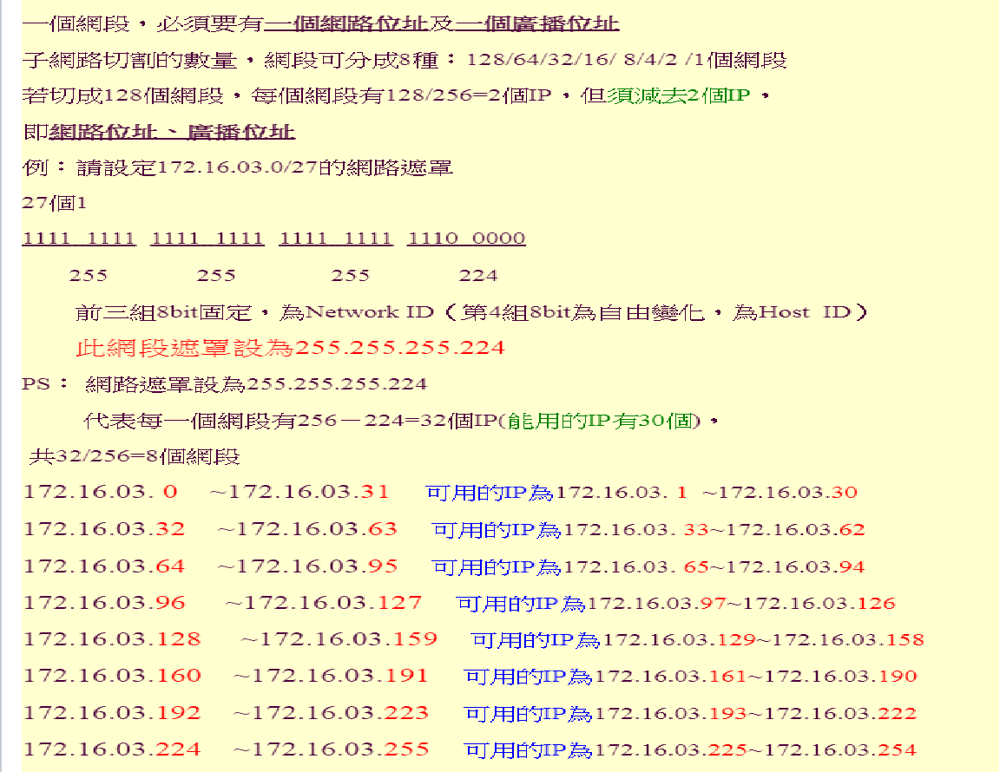 一個網段，必須要有一個網路位址及一個廣播位址
子網路切割的數量，網段可分成8種：128/64/32/16/ 8/4/2 /1個網段
若切成128個網段，每個網段有128/256=2個IP，但須減去2個IP，
即網路位址、廣播位址
例：請設定172.16.03.0/27的網路遮罩
27個1
1111_1111 1111_1111 1111_1111 1110_0000
255 255 255 224
前三組8bit固定，為Network ID（第4組8bit為自由變化，為Host ID）
此網段遮罩設為255.255.255.224
PS： 網路遮罩設為255.255.255.224
代表每一個網段有256－224=32個IP(能用的IP有30個)。
共32/256=8個網段
172.16.03. 0 ~172.16.03.31 可用的IP為172.16.03. 1 ~172.16.03.30
172.16.03.32 ~172.16.03.63 可用的IP為172.16.03. 33~172.16.03.62
172.16.03.64 ~172.16.03.95 可用的IP為172.16.03. 65~172.16.03.94
172.16.03.96 ~172.16.03.127 可用的IP為172.16.03.97~172.16.03.126
172.16.03.128 ~172.16.03.159 可用的IP為172.16.03.129~172.16.03.158
172.16.03.160 ~172.16.03.191 可用的IP為172.16.03.161~172.16.03.190
172.16.03.192 ~172.16.03.223 可用的IP為172.16.03.193~172.16.03.222
172.16.03.224 ~172.16.03.255 可用的IP為172.16.03.225~172.16.03.254